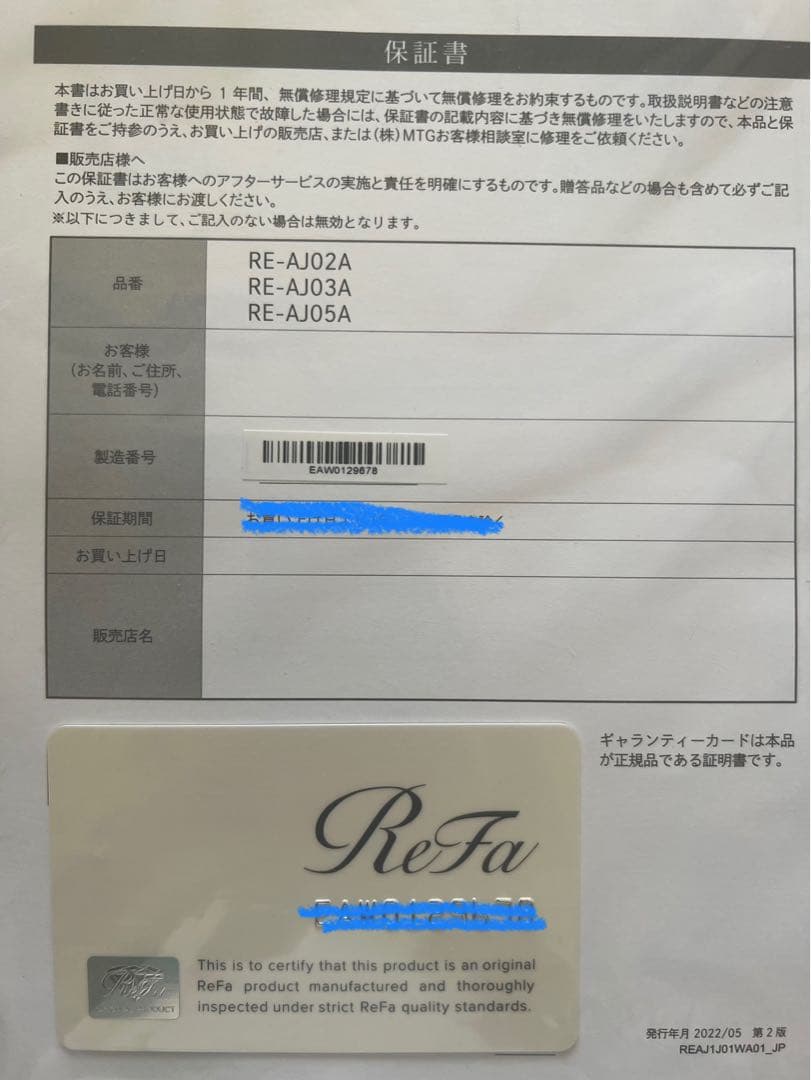 保証書
本書はお買い上げ日から1年間、無償修理規定に基づいて無償修理をお約束するものです。取扱説明書などの注意
書きに従った正常な使用状態で故障した場合には、保証書の記載内容に基づき無償修理をいたしますので、本品と保
証書をご持参のうえ、お買い上げの販売店、または(株)MTGお客様相談室に修理をご依頼ください。
■販売店様へ
この保証書はお客様へのアフターサービスの実施と責任を明確にするものです。贈答品などの場合も含めて必ずご記
入のうえ、お客様にお渡しください。
※以下につきまして、ご記入のない場合は無効となります。
品番
RE-AJ02A
RE-AJ03A
RE-AJ05A
お客様
(お名前、ご住所、
電話番号)
製造番号
EAW0129678
保証期間
お買い上げ日
販売店名
ギャランティーカードは本品
が正規品である証明書です。
ReFa
This is to certify that this product is an original
ReFa product manufactured and thoroughly
inspected under strict ReFa quality standards.
ReFa
発行年月 2022/05 第2版
REAJ1J01WA01_JP